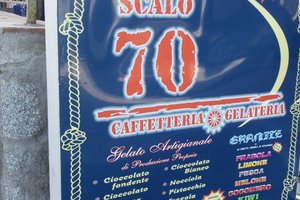 SCALO
70
CAFFETTERIA GELATERIA
Gelato Artigianale
di Produzione Propria
• Cioccolato fondente
• Cioccolato Bianco
• Nocciola
• Cioccolato
• Pistacchio
GRANITE
FRAGOLA
LIMONE
PESCA
MELONE
COCOMERO
KIWI